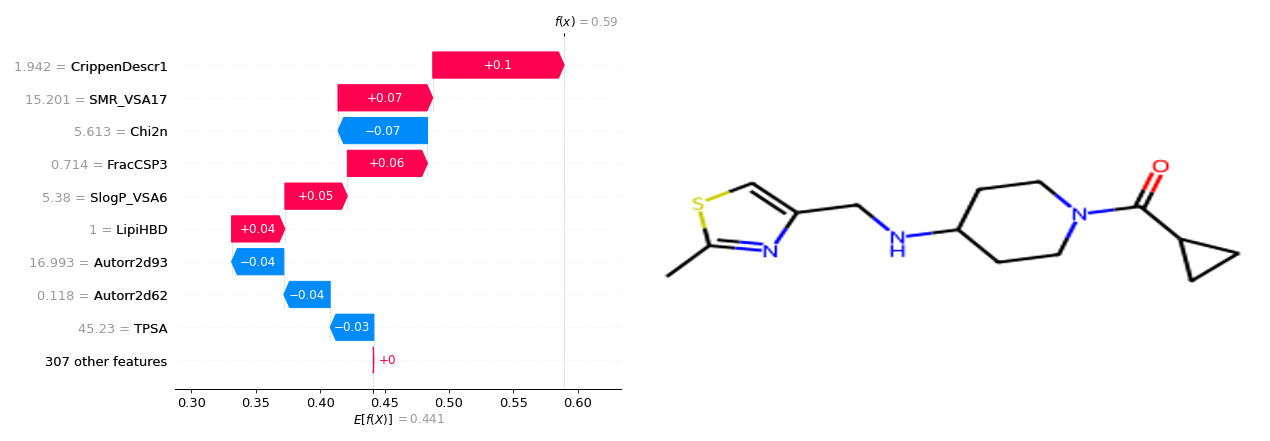 f(x) = 0.59
1.942 = CrippenDescr1
+0.1
15.201 = SMR_VSA17
+0.07
5.613 = Chi2n
−0.07
0.714 = FracCSP3
+0.06
5.38 = SlogP_VSA6
+0.05
1 = LipiHBD
+0.04
16.993 = Autorr2d93
−0.04
0.118 = Autorr2d62
−0.04
45.23 = TPSA
−0.03
307 other features
+0
0.30 0.35 0.40 0.45 0.50 0.55 0.60
E[f(X)] = 0.441
O
S
N
N
N
H